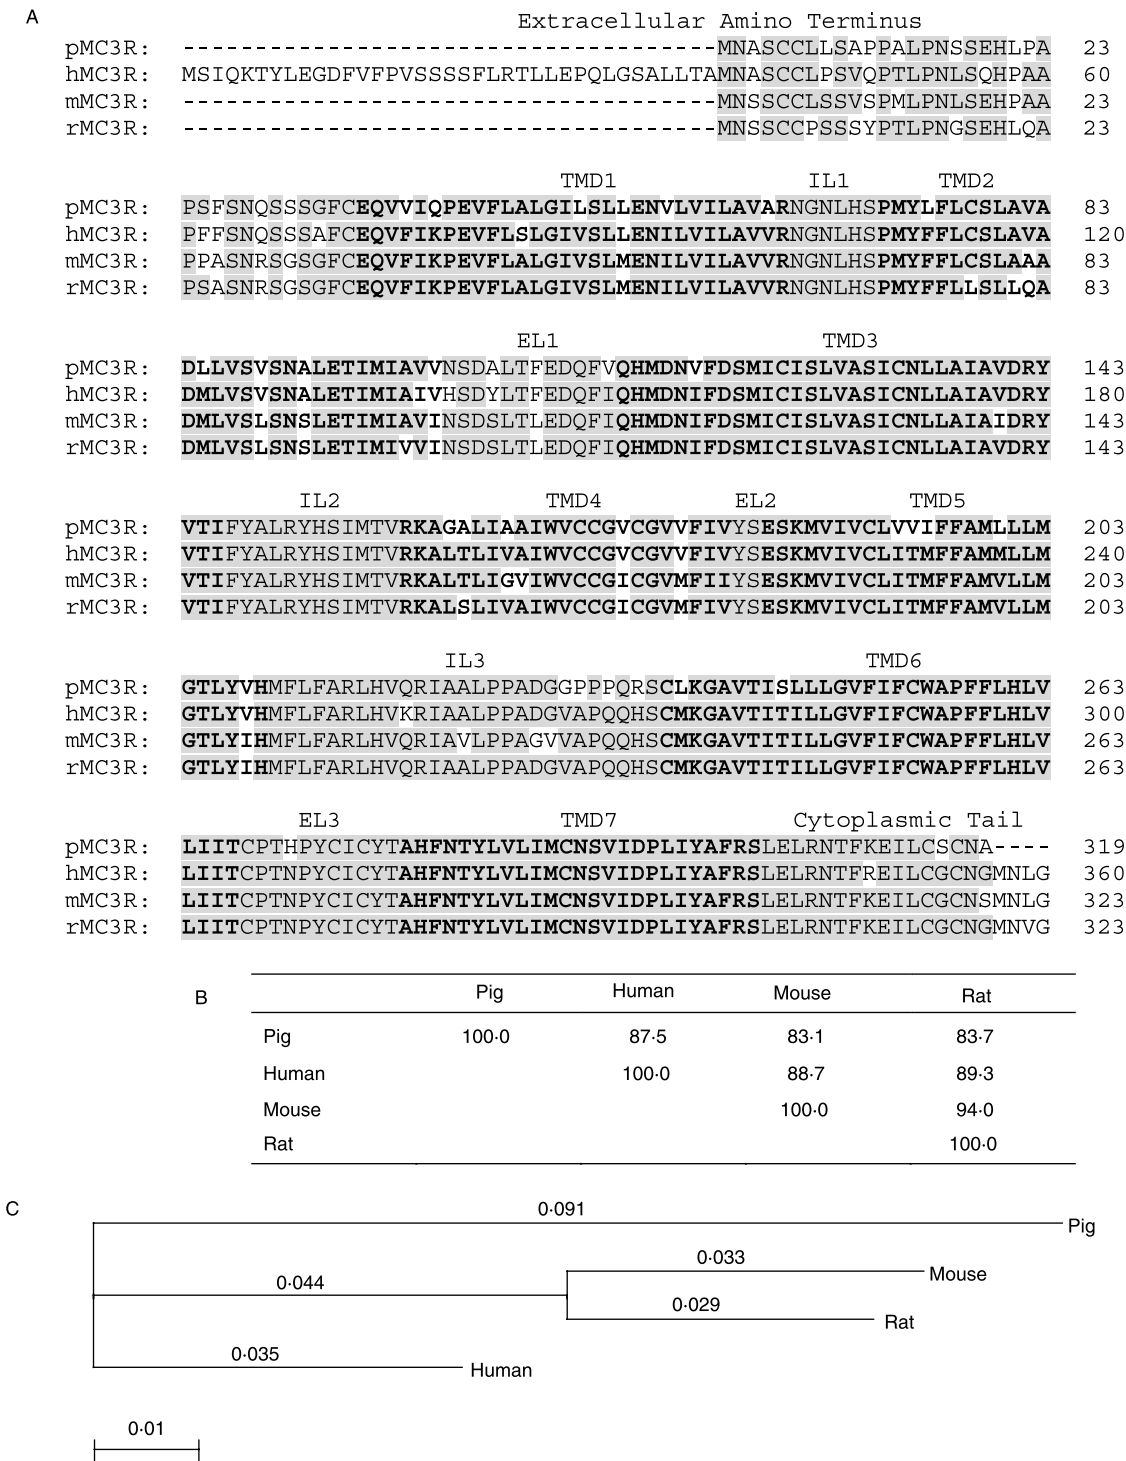 A
Extracellular Amino Terminus
pMC3R: -------------------------------------MNASCCLLSAPPALPNSSEHLPA 23
hMC3R: MSIQKTYLEGDFVFPVSSSSFLRTLLEPQLGSALLTAMNASCCLPSVQPTLPNLSQHPAA 60
mMC3R: -------------------------------------MNSSCCLSSVSPMLPNLSEHPAA 23
rMC3R: -------------------------------------MNSSCCPSSSYPTLPNGSEHLQA 23
TMD1 IL1 TMD2
pMC3R: PSFSNQSSSGFCEQVVIQPEVFLALGILSLLENVLVILAVARNGNLHSPMYLFLCSLAVA 83
hMC3R: PFFSNQSSSAFCEQVFIKPEVFLSLGIVSLLENILVILAVVRNGNLHSPMYFFLCSLAVA 120
mMC3R: PPASNRSGSGFCEQVFIKPEVFLALGIVSLMENILVILAVVRNGNLHSPMYFFLCSLAAA 83
rMC3R: PSASNRSGSGFCEQVFIKPEVFLALGIVSLMENILVILAVVRNGNLHSPMYFFLLSLLQA 83
EL1 TMD3
pMC3R: DLLVSVSNALETIMIAVVNSDALTFEDQFVQHMDNVFDSMICISLVASICNLLAIAVDRY 143
hMC3R: DMLVSVSNALETIMIAIVHSDYLTFEDQFIQHMDNIFDSMICISLVASICNLLAIAVDRY 180
mMC3R: DMLVSLSNSLETIMIAVINSDSLTLEDQFIQHMDNIFDSMICISLVASICNLLAIAIDRY 143
rMC3R: DMLVSLSNSLETIMIVVINSDSLTLEDQFIQHMDNIFDSMICISLVASICNLLAIAVDRY 143
IL2 TMD4 EL2 TMD5
pMC3R: VTIFYALRYHSIMTVRKAGALIAAIWVCCGVCGVVFIVYSESKMVIVCLVVIFFAMLLLM 203
hMC3R: VTIFYALRYHSIMTVRKALTLIVAIWVCCGVCGVVFIVYSESKMVIVCLITMFFAMMLLM 240
mMC3R: VTIFYALRYHSIMTVRKALTLIGVIWVCCGICGVMFIIYSESKMVIVCLITMFFAMVLLM 203
rMC3R: VTIFYALRYHSIMTVRKALSLIVAIWVCCGICGVMFIVYSESKMVIVCLITMFFAMVLLM 203
IL3 TMD6
pMC3R: GTLYVHMFLFARLHVQRIAALPPADGGPPPQRSCLKGAVTISLLLGVFIFCWAPFFLHLV 263
hMC3R: GTLYVHMFLFARLHVKRIAALPPADGVAPQQHSCMKGAVTITILLGVFIFCWAPFFLHLV 300
mMC3R: GTLYIHMFLFARLHVQRIAVLPPAGVVAPQQHSCMKGAVTITILLGVFIFCWAPFFLHLV 263
rMC3R: GTLYIHMFLFARLHVQRIAALPPADGVAPQQHSCMKGAVTITILLGVFIFCWAPFFLHLV 263
EL3 TMD7 Cytoplasmic Tail
pMC3R: LIITCPTHPYCICYTAHFNTYLVLIMCNSVIDPLIYAFRSLELRNTFKEILCSCNA---- 319
hMC3R: LIITCPTNPYCICYTAHFNTYLVLIMCNSVIDPLIYAFRSLELRNTFREILCGCNGMNLG 360
mMC3R: LIITCPTNPYCICYTAHFNTYLVLIMCNSVIDPLIYAFRSLELRNTFKEILCGCNSMNLG 323
rMC3R: LIITCPTNPYCICYTAHFNTYLVLIMCNSVIDPLIYAFRSLELRNTFKEILCGCNGMNVG 323
B
Pig Human Mouse Rat
Pig 100·0 87·5 83·1 83·7
Human 100·0 88·7 89·3
Mouse 100·0 94·0
Rat 100·0
C
0·091
Pig
0·033
Mouse
0·044
0·029
Rat
0·035
Human
0·01